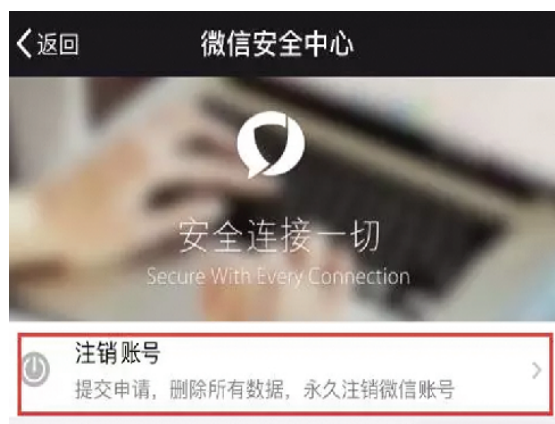 返回
微信安全中心
安全连接一切
Secure With Every Connection
注销账号
提交申请，删除所有数据，永久注销微信账号